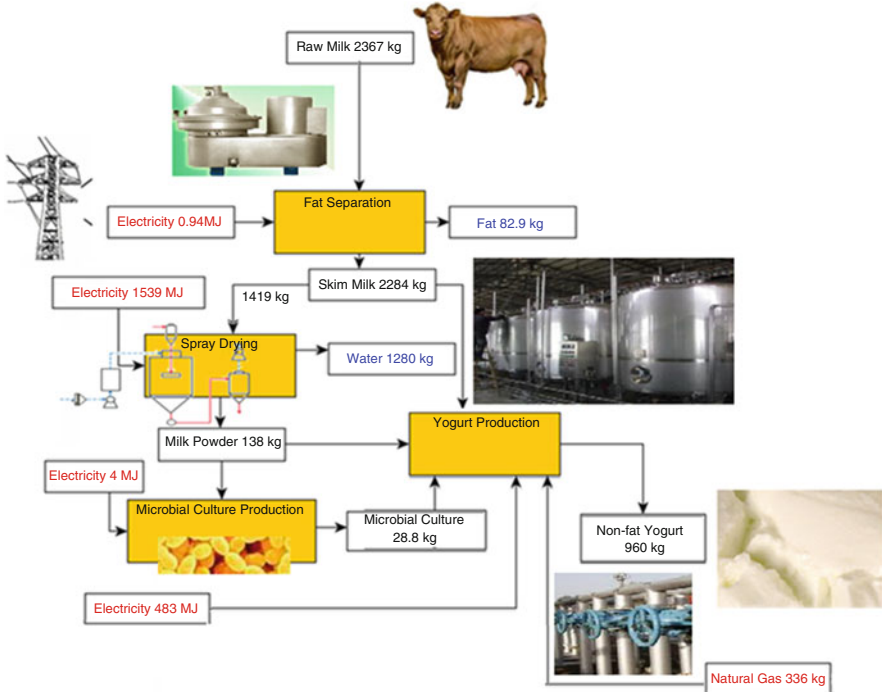 Raw Milk 2367 kg
Fat Separation
Electricity 0.94MJ
Fat 82.9 kg
Skim Milk 2284 kg
Electricity 1539 MJ
1419 kg
Spray Drying
Water 1280 kg
Yogurt Production
Milk Powder 138 kg
Electricity 4 MJ
Microbial Culture Production
Microbial Culture
28.8 kg
Non-fat Yogurt
960 kg
Electricity 483 MJ
Natural Gas 336 kg